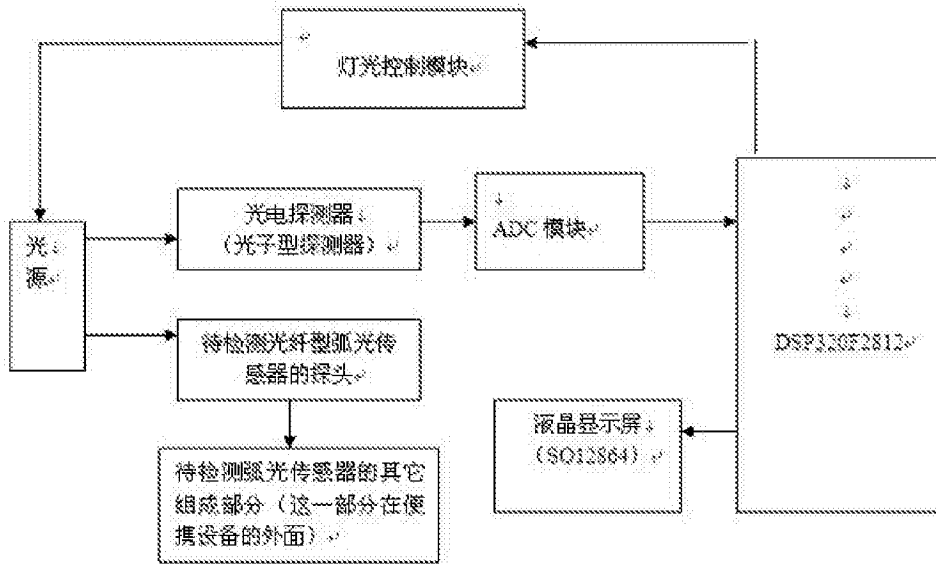 灯光控制模块
光电探测器
（光子型探测器）
ADC 模块
光
源
DSP320F2812
待检测光纤型弧光传
感器的探头
液晶显示屏
（SO12864）
待检测弧光传感器的其它
组成部分（这一部分在便
携设备的外面）